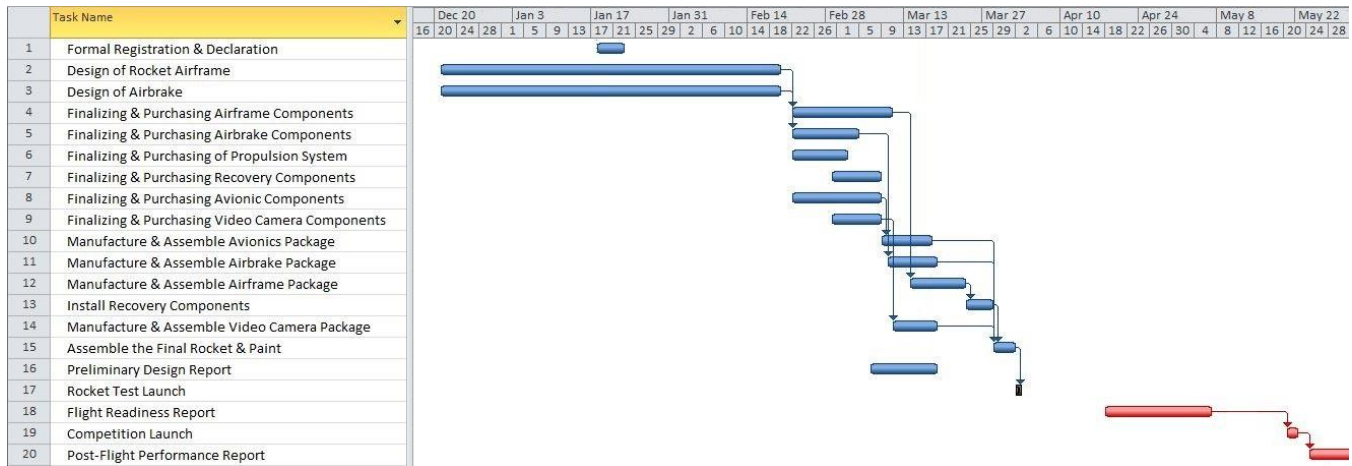 Task Name
Dec 20 Jan 3 Jan 17 Jan 31 Feb 14 Feb 28 Mar 13 Mar 27 Apr 10 Apr 24 May 8 May 22
16 20 24 28 1 5 9 13 17 21 25 29 2 6 10 14 18 22 26 1 5 9 13 17 21 25 29 2 6 10 14 18 22 26 30 4 8 12 16 20 24 28
1 Formal Registration & Declaration
2 Design of Rocket Airframe
3 Design of Airbrake
4 Finalizing & Purchasing Airframe Components
5 Finalizing & Purchasing Airbrake Components
6 Finalizing & Purchasing of Propulsion System
7 Finalizing & Purchasing Recovery Components
8 Finalizing & Purchasing Avionic Components
9 Finalizing & Purchasing Video Camera Components
10 Manufacture & Assemble Avionics Package
11 Manufacture & Assemble Airbrake Package
12 Manufacture & Assemble Airframe Package
13 Install Recovery Components
14 Manufacture & Assemble Video Camera Package
15 Assemble the Final Rocket & Paint
16 Preliminary Design Report
17 Rocket Test Launch
18 Flight Readiness Report
19 Competition Launch
20 Post-Flight Performance Report